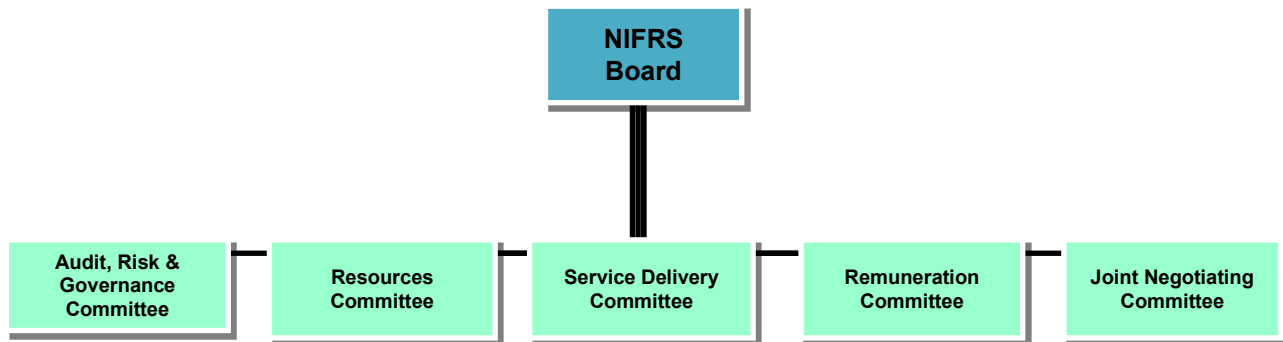 NIFRS
Board
Audit, Risk &
Governance
Committee
Resources
Committee
Service Delivery
Committee
Remuneration
Committee
Joint Negotiating
Committee